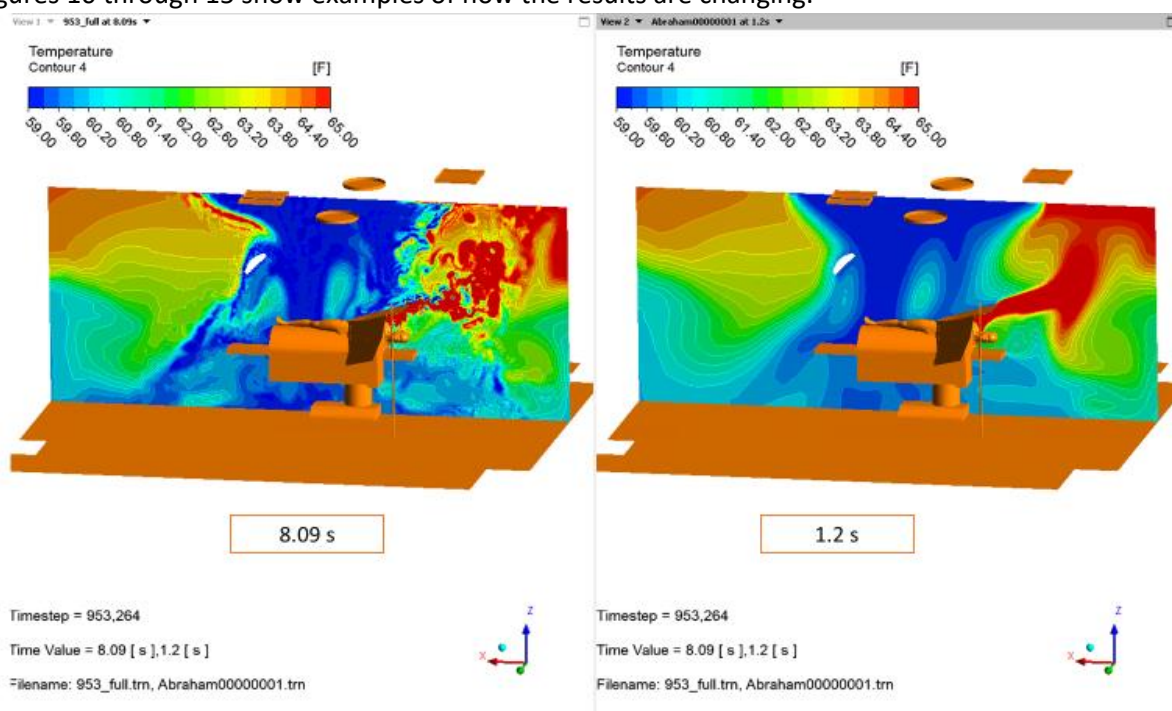 gures 10 through 13 show examples of how the results are changing.
View 1 953_full at 8.09s
Temperature
Contour 4
[F]
59.00 59.60 60.20 60.80 61.40 62.00 62.60 63.20 63.80 64.40 65.00
8.09 s
Timestep = 953,264
Time Value = 8.09 [ s ],1.2 [ s ]
Filename: 953_full.trn, Abraham00000001.trn
X
Z
View 2 Abraham00000001 at 1.2s
Temperature
Contour 4
[F]
59.00 59.60 60.20 60.80 61.40 62.00 62.60 63.20 63.80 64.40 65.00
1.2 s
Timestep = 953,264
Time Value = 8.09 [ s ],1.2 [ s ]
Filename: 953_full.trn, Abraham00000001.trn
X
Z